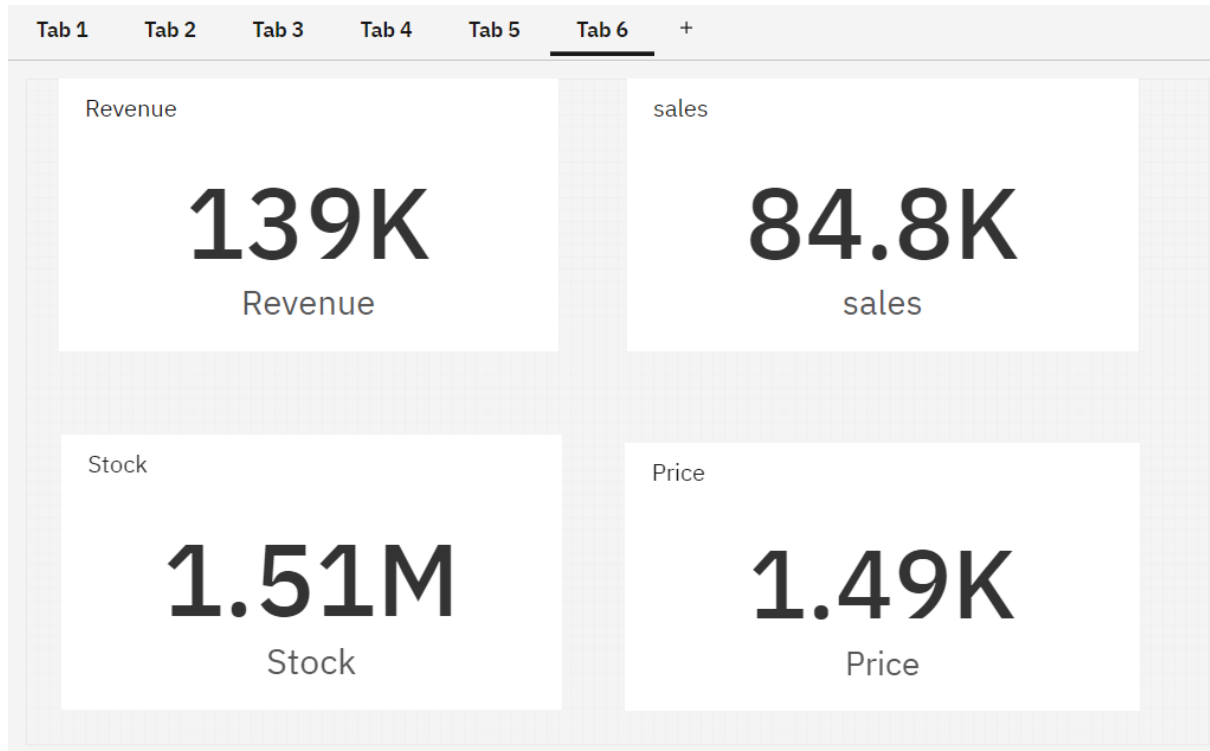 Tab 1 Tab 2 Tab 3 Tab 4 Tab 5 Tab 6 +
Revenue
139K
Revenue
sales
84.8K
sales
Stock
1.51M
Stock
Price
1.49K
Price